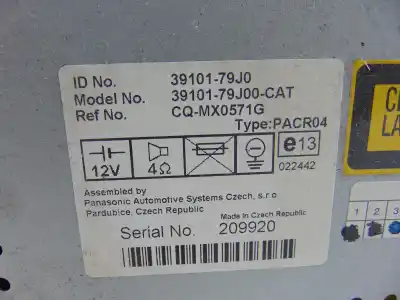 ID No. 39101-79J0
Model No. 39101-79J00-CAT
Ref No. CQ-MX0571G
Type:PACR04
12V
4Ω
e13
022442
Assembled by
Panasonic Automotive Systems Czech, s.r.o
Pardubice, Czech Republic
Made in Czech Republic
Serial No. 209920
1 2 3